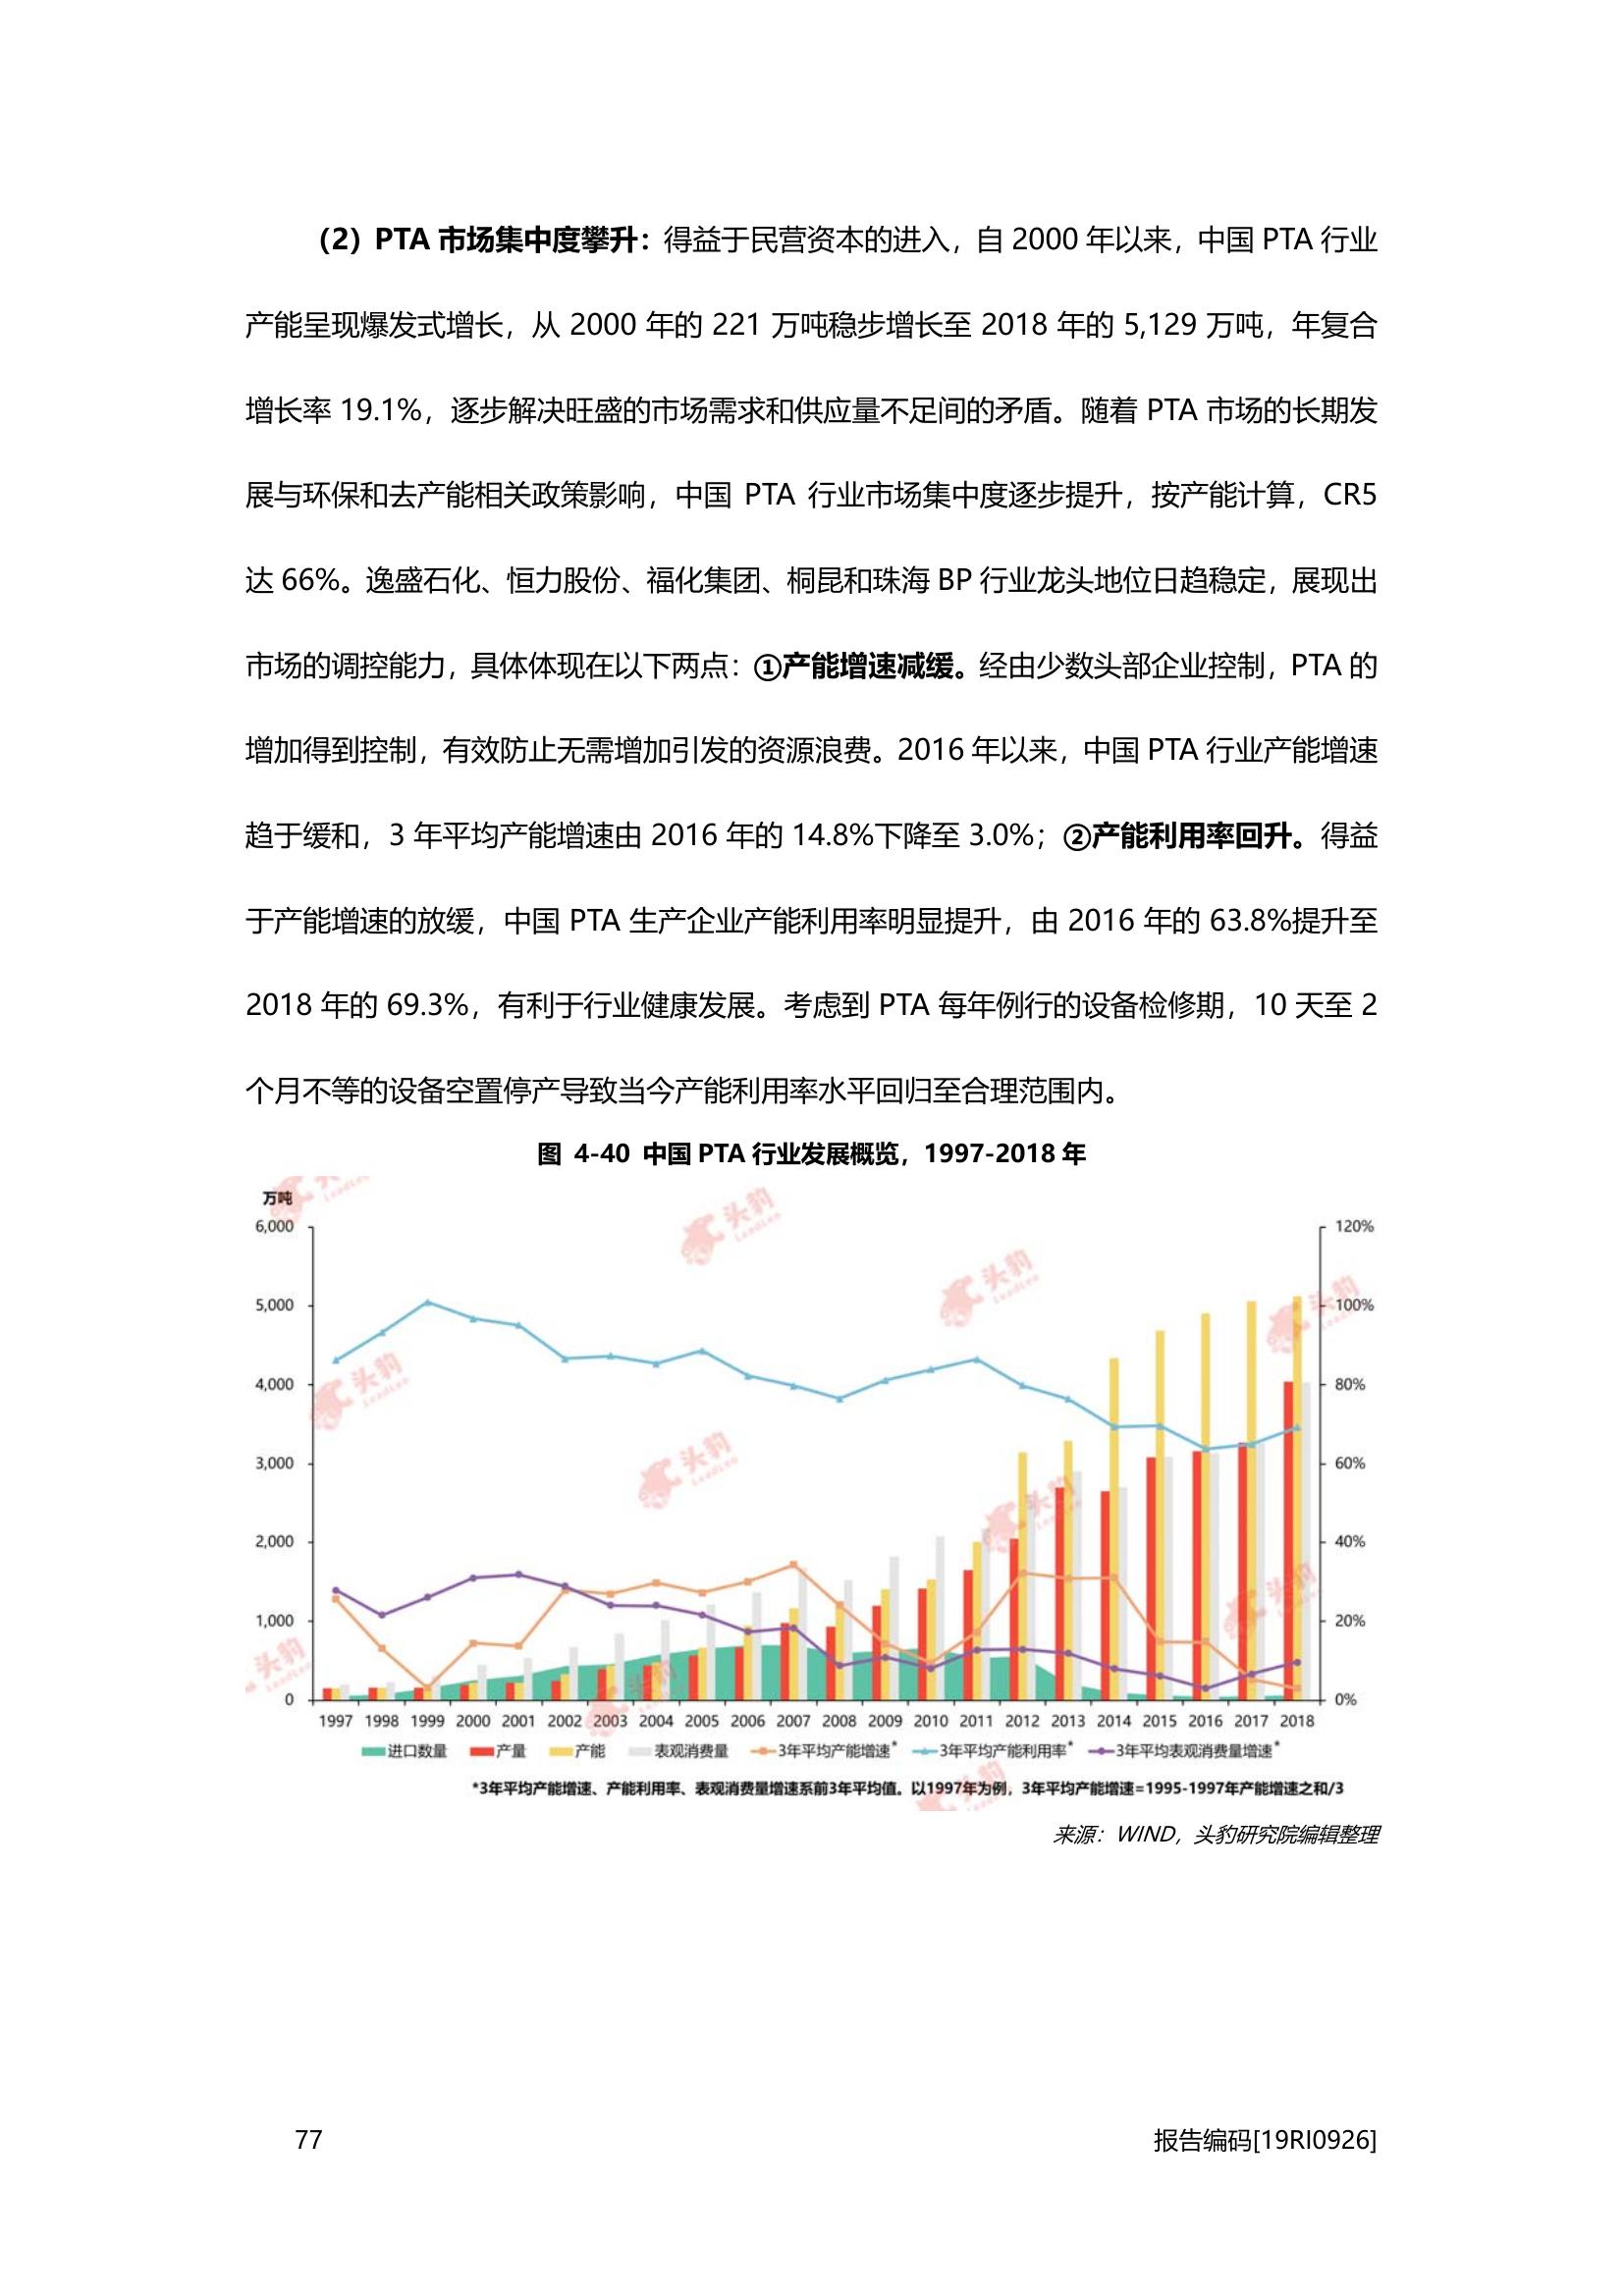 （2）PTA 市场集中度攀升：得益于民营资本的进入，自 2000 年以来，中国 PTA 行业
产能呈现爆发式增长，从 2000 年的 221 万吨稳步增长至 2018 年的 5,129 万吨，年复合
增长率 19.1%，逐步解决旺盛的市场需求和供应量不足间的矛盾。随着 PTA 市场的长期发
展与环保和去产能相关政策影响，中国 PTA 行业市场集中度逐步提升，按产能计算，CR5
达 66%。逸盛石化、恒力股份、福化集团、桐昆和珠海 BP 行业龙头地位日趋稳定，展现出
市场的调控能力，具体体现在以下两点：①产能增速减缓。经由少数头部企业控制，PTA 的
增加得到控制，有效防止无需增加引发的资源浪费。2016 年以来，中国 PTA 行业产能增速
趋于缓和，3 年平均产能增速由 2016 年的 14.8%下降至 3.0%；②产能利用率回升。得益
于产能增速的放缓，中国 PTA 生产企业产能利用率明显提升，由 2016 年的 63.8%提升至
2018 年的 69.3%，有利于行业健康发展。考虑到 PTA 每年例行的设备检修期，10 天至 2
个月不等的设备空置停产导致当今产能利用率水平回归至合理范围内。
图 4-40 中国 PTA 行业发展概览，1997-2018 年
万吨
6,000 120%
5,000 100%
4,000 80%
3,000 60%
2,000 40%
1,000 20%
0 0%
1997 1998 1999 2000 2001 2002 2003 2004 2005 2006 2007 2008 2009 2010 2011 2012 2013 2014 2015 2016 2017 2018
进口数量 产量 产能 表观消费量 3年平均产能增速* 3年平均产能利用率* 3年平均表观消费量增速*
*3年平均产能增速、产能利用率、表观消费量增速系前3年平均值。以1997年为例，3年平均产能增速=1995-1997年产能增速之和/3
来源：WIND，头豹研究院编辑整理
77 报告编码[19RI0926]
头豹
LeadLeo